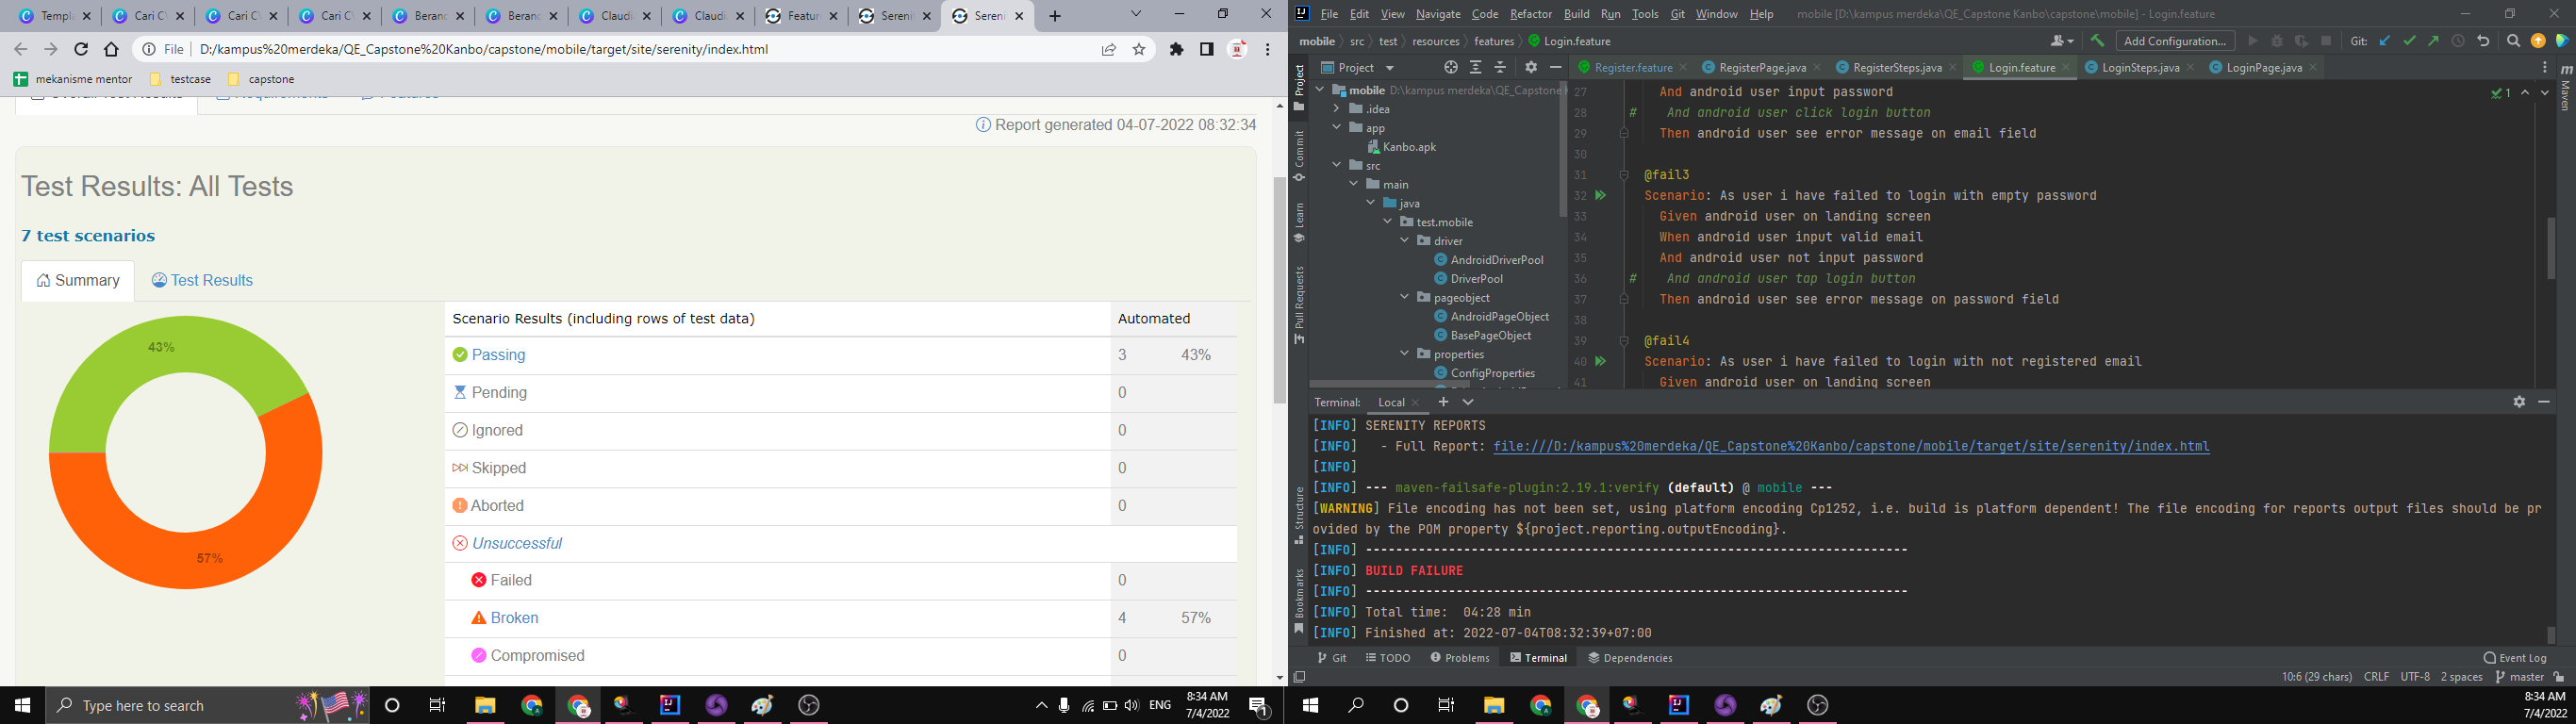 Templ
Cari C
Cari C
Cari C
Beran
Beran
Claudi
Claudi
Featur
Sereni
Sereni
File D:/kampus%20merdeka/QE_Capstone%20Kanbo/capstone/mobile/target/site/serenity/index.html
mekanisme mentor testcase capstone
Report generated 04-07-2022 08:32:34
Test Results: All Tests
7 test scenarios
Summary Test Results
43%
57%
Scenario Results (including rows of test data) Automated
Passing 3 43%
Pending 0
Ignored 0
Skipped 0
Aborted 0
Unsuccessful
Failed 0
Broken 4 57%
Compromised 0
Type here to search
ENG
8:34 AM
7/4/2022
1
File Edit View Navigate Code Refactor Build Run Tools Git Window Help mobile [D:\kampus merdeka\QE_Capstone Kanbo\capstone\mobile] - Login.feature
mobile src test resources features Login.feature
Add Configuration...
Git:
Project
Register.feature RegisterPage.java RegisterSteps.java Login.feature LoginSteps.java LoginPage.java
Project
Commit
Learn
Pull Requests
Structure
Bookmarks
Maven
mobile D:\kampus merdeka\QE_Capstone
.idea
app
Kanbo.apk
src
main
java
test.mobile
driver
AndroidDriverPool
DriverPool
pageobject
AndroidPageObject
BasePageObject
properties
ConfigProperties
27 And android user input password
28 # And android user click login button
29 Then android user see error message on email field
30
31 @fail3
32 Scenario: As user i have failed to login with empty password
33 Given android user on landing screen
34 When android user input valid email
35 And android user not input password
36 # And android user tap login button
37 Then android user see error message on password field
38
39 @fail4
40 Scenario: As user i have failed to login with not registered email
41 Given android user on landing screen
1
Terminal: Local
[INFO] SERENITY REPORTS
[INFO] - Full Report: file:///D:/kampus%20merdeka/QE_Capstone%20Kanbo/capstone/mobile/target/site/serenity/index.html
[INFO]
[INFO] --- maven-failsafe-plugin:2.19.1:verify (default) @ mobile ---
[WARNING] File encoding has not been set, using platform encoding Cp1252, i.e. build is platform dependent! The file encoding for reports output files should be pr
ovided by the POM property ${project.reporting.outputEncoding}.
[INFO] ------------------------------------------------------------------------
[INFO] BUILD FAILURE
[INFO] ------------------------------------------------------------------------
[INFO] Total time: 04:28 min
[INFO] Finished at: 2022-07-04T08:32:39+07:00
Git TODO Problems Terminal Dependencies Event Log
10:6 (29 chars) CRLF UTF-8 2 spaces master
8:34 AM
7/4/2022